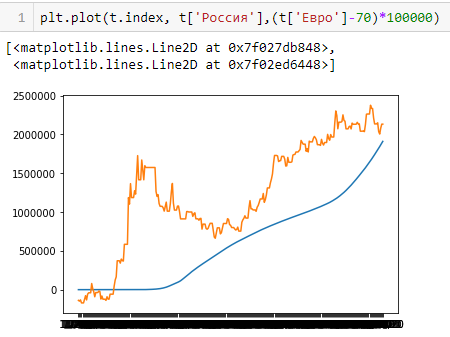 1 plt.plot(t.index, t['Россия'],(t['Евро']-70)*100000)
[<matplotlib.lines.Line2D at 0x7f027db848>,
<matplotlib.lines.Line2D at 0x7f02ed6448>]
2500000
2000000
1500000
1000000
500000
0